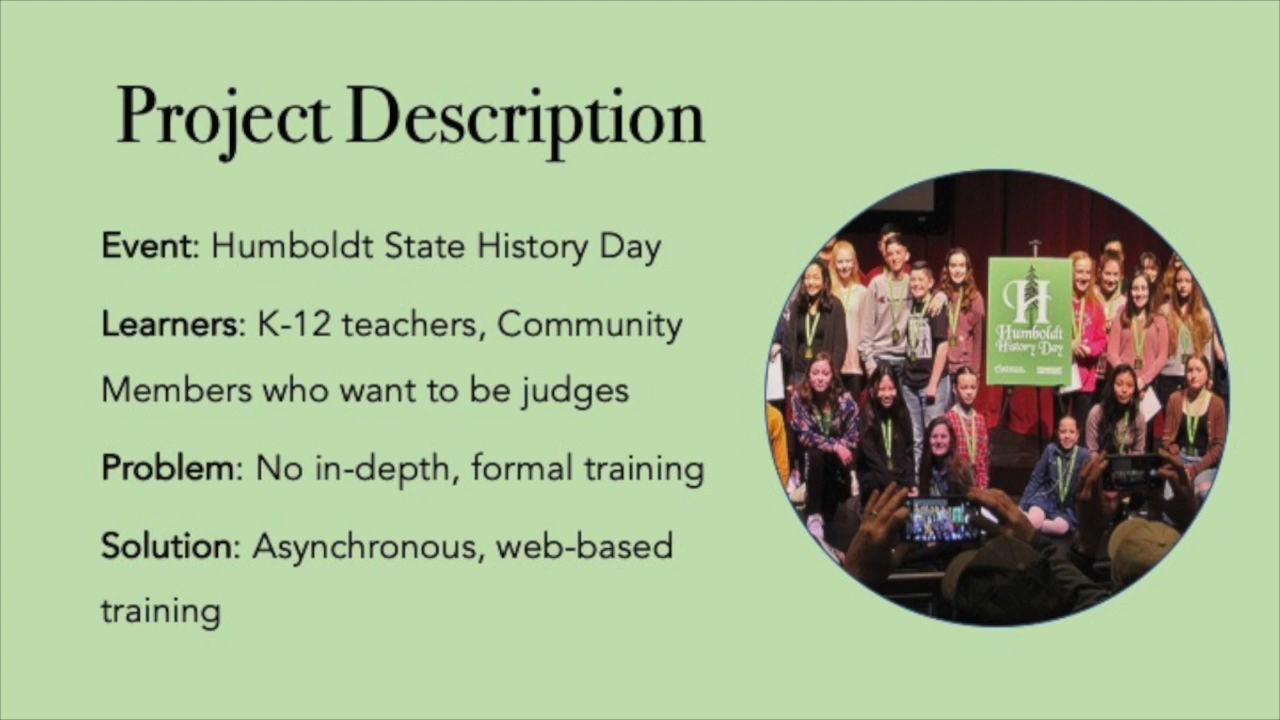 Project Description
Event: Humboldt State History Day
Learners: K-12 teachers, Community
Members who want to be judges
Problem: No in-depth, formal training
Solution: Asynchronous, web-based
training
H
Humboldt
History Day